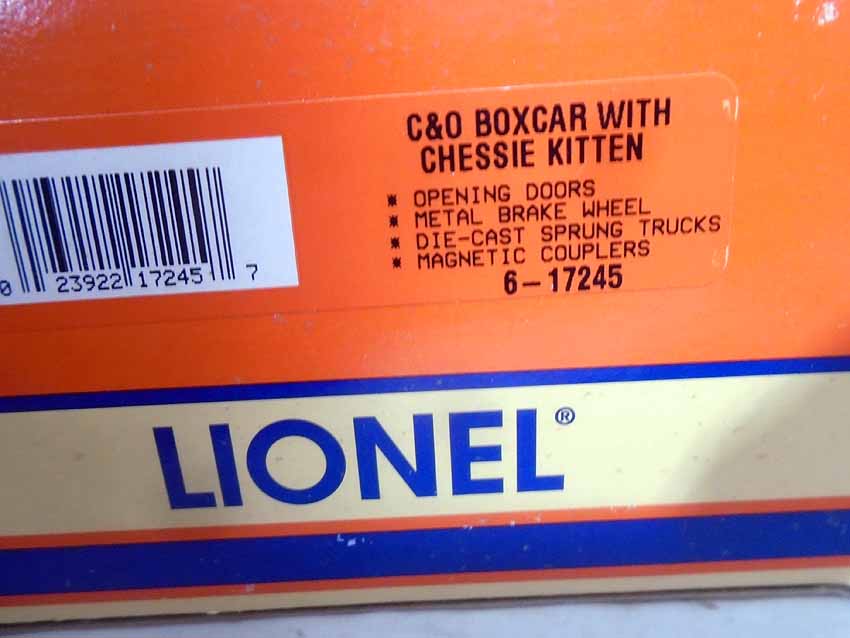 C&O BOXCAR WITH
CHESSIE KITTEN
* OPENING DOORS
* METAL BRAKE WHEEL
* DIE-CAST SPRUNG TRUCKS
* MAGNETIC COUPLERS
6-17245
0 23922 17245 7
LIONEL®